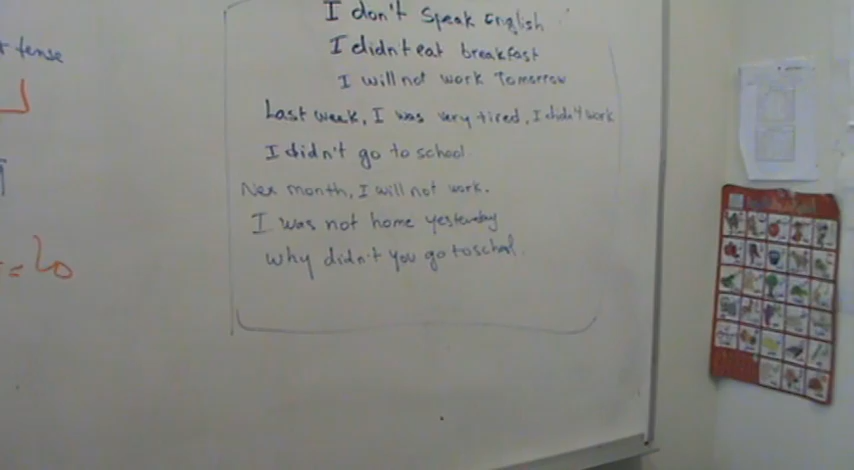 tense
I don't speak English
I didn't eat breakfast
I will not work Tomorrow
Last week, I was very tired, I didn't work
I didn't go to school
Nex month, I will not work.
I was not home yesterday
Why didn't you go to school.